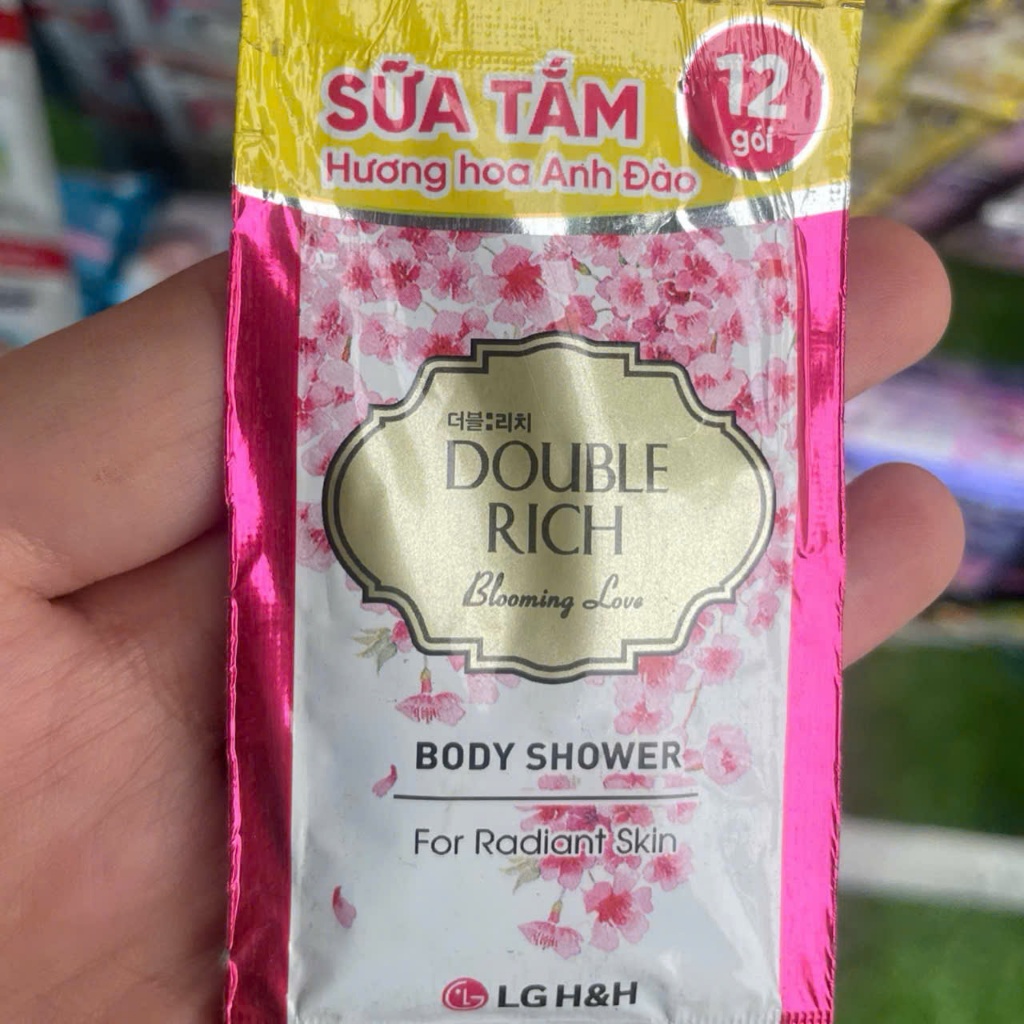 SỮA TẮM
Hương hoa Anh Đào
12
gói
더블:리치
DOUBLE
RICH
Blooming Love
BODY SHOWER
For Radiant Skin
LG H&H